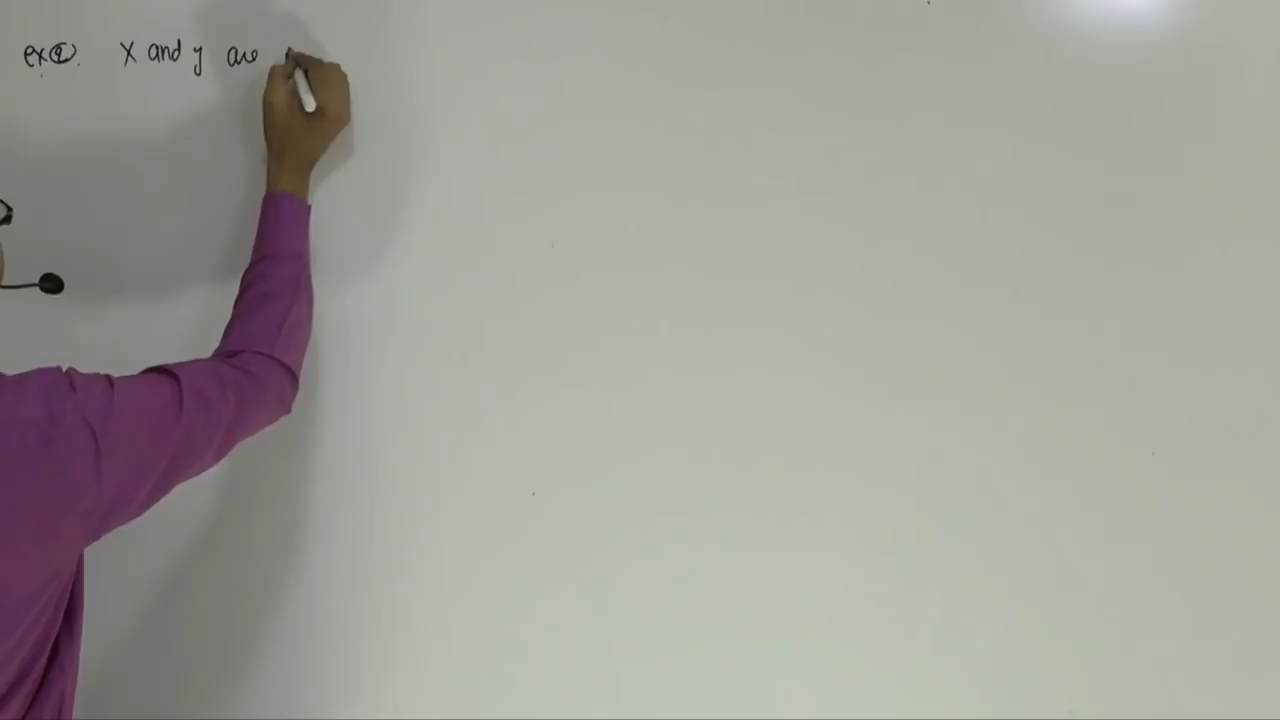 ex②. X and y are